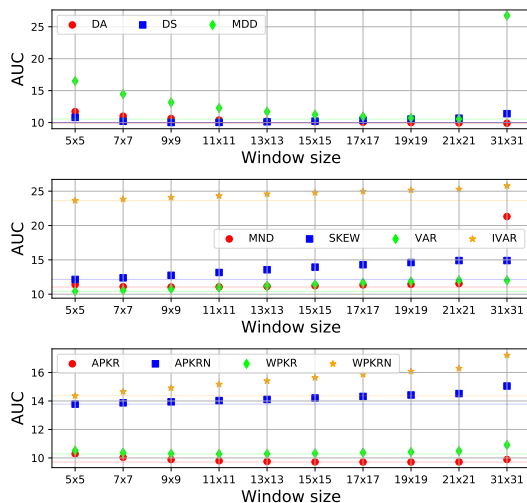 DA DS MDD
AUC
25
20
15
10
5x5 7x7 9x9 11x11 13x13 15x15 17x17 19x19 21x21 31x31
Window size
AUC
25
20
15
10
MND SKEW VAR IVAR
5x5 7x7 9x9 11x11 13x13 15x15 17x17 19x19 21x21 31x31
Window size
APKR APKRN WPKR WPKRN
AUC
16
14
12
10
5x5 7x7 9x9 11x11 13x13 15x15 17x17 19x19 21x21 31x31
Window size